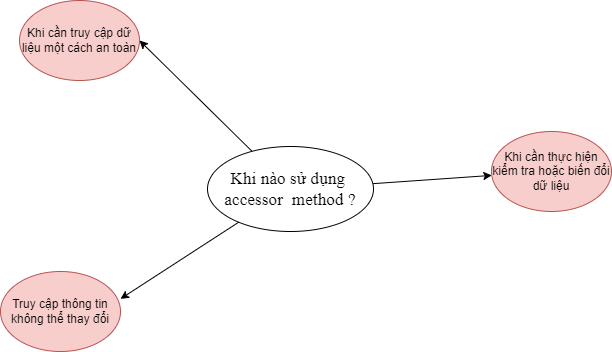 Khi cần truy cập dữ
liệu một cách an toàn
Khi nào sử dụng
accessor method ?
Khi cần thực hiện
kiểm tra hoặc biến đổi
dữ liệu
Truy cập thông tin
không thể thay đổi